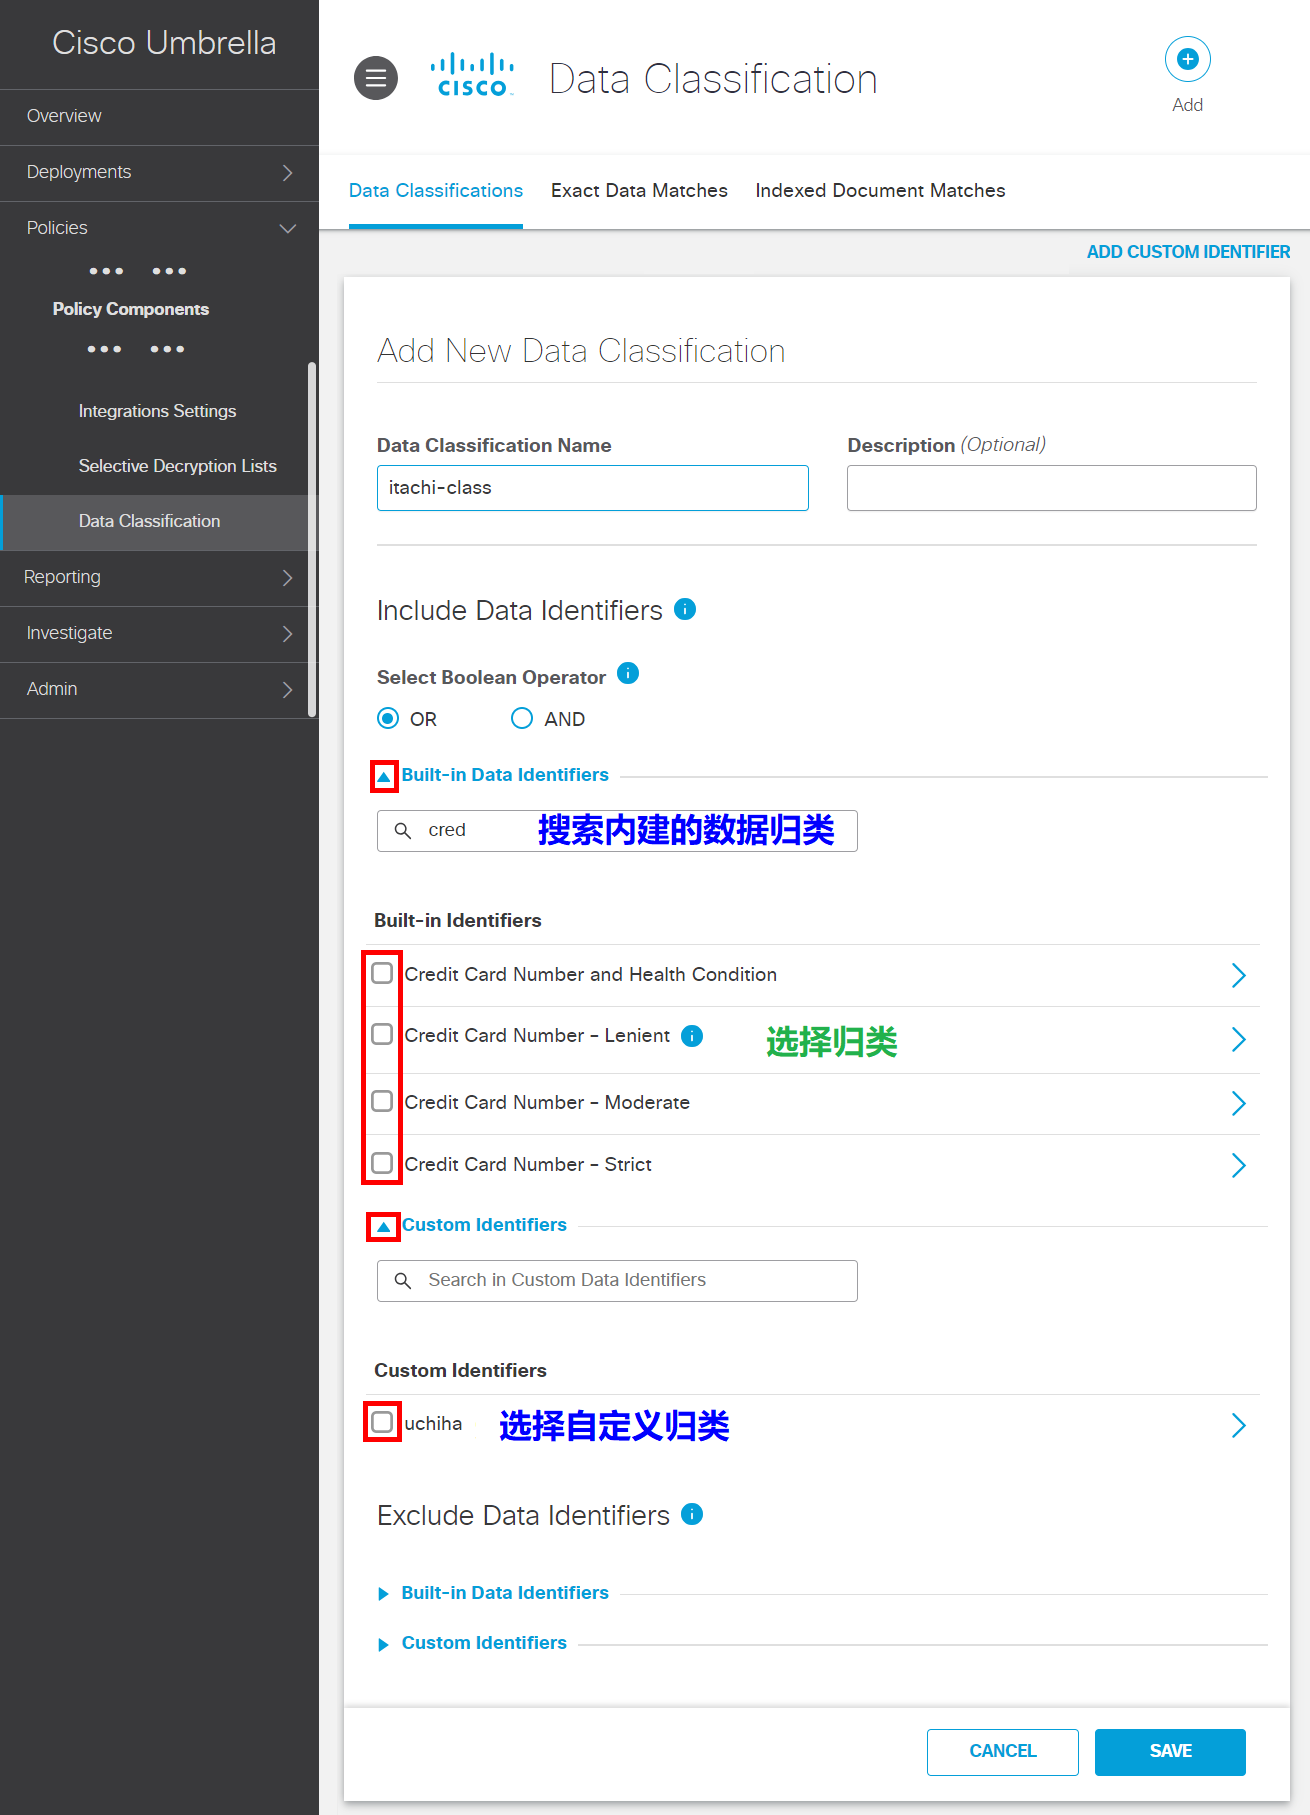 Cisco Umbrella
Overview
Deployments
Policies
Policy Components
Integrations Settings
Selective Decryption Lists
Data Classification
Reporting
Investigate
Admin
CISCO
Data Classification
Add
Data Classifications Exact Data Matches Indexed Document Matches
ADD CUSTOM IDENTIFIER
Add New Data Classification
Data Classification Name Description (Optional)
itachi-class
Include Data Identifiers
Select Boolean Operator
OR AND
Built-in Data Identifiers
cred 搜索内建的数据归类
Built-in Identifiers
Credit Card Number and Health Condition
Credit Card Number - Lenient 选择归类
Credit Card Number - Moderate
Credit Card Number - Strict
Custom Identifiers
Search in Custom Data Identifiers
Custom Identifiers
uchiha 选择自定义归类
Exclude Data Identifiers
Built-in Data Identifiers
Custom Identifiers
CANCEL SAVE